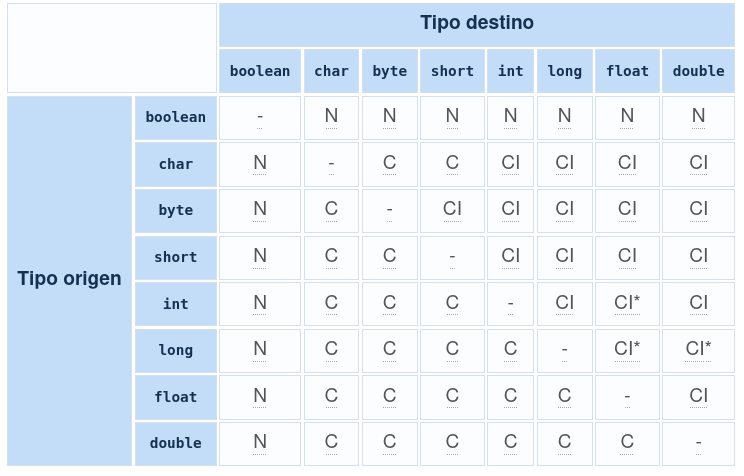 Tipo destino
boolean char byte short int long float double
boolean - N N N N N N N
char N - C C CI CI CI CI
byte N C - CI CI CI CI CI
short N C C - CI CI CI CI
Tipo origen
int N C C C - CI CI* CI
long N C C C C - CI* CI*
float N C C C C C - CI
double N C C C C C C -